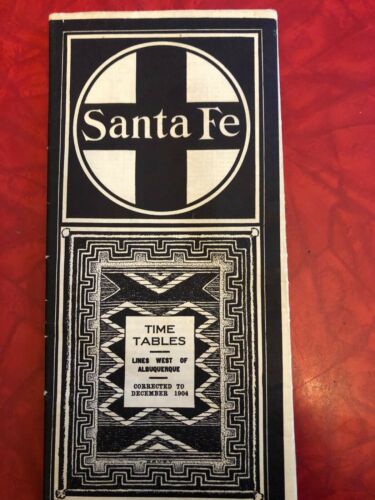 Santa Fe
TIME
TABLES
LINES WEST OF
ALBUQUERQUE
CORRECTED TO
DECEMBER 1904